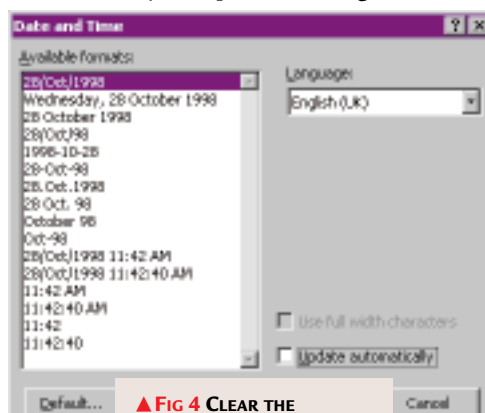 Date and Time
Available formats:
28/Oct/1998
Wednesday, 28 October 1998
28 October 1998
28/Oct/98
1998-10-28
28-Oct-98
28.Oct.1998
28 Oct. 98
October 98
Oct-98
28/Oct/1998 11:42 AM
28/Oct/1998 11:42:40 AM
11:42 AM
11:42:40 AM
11:42
11:42:40
Language:
English (UK)
Use full width characters
Update automatically
Default...
Cancel
▲FIG 4 CLEAR THE